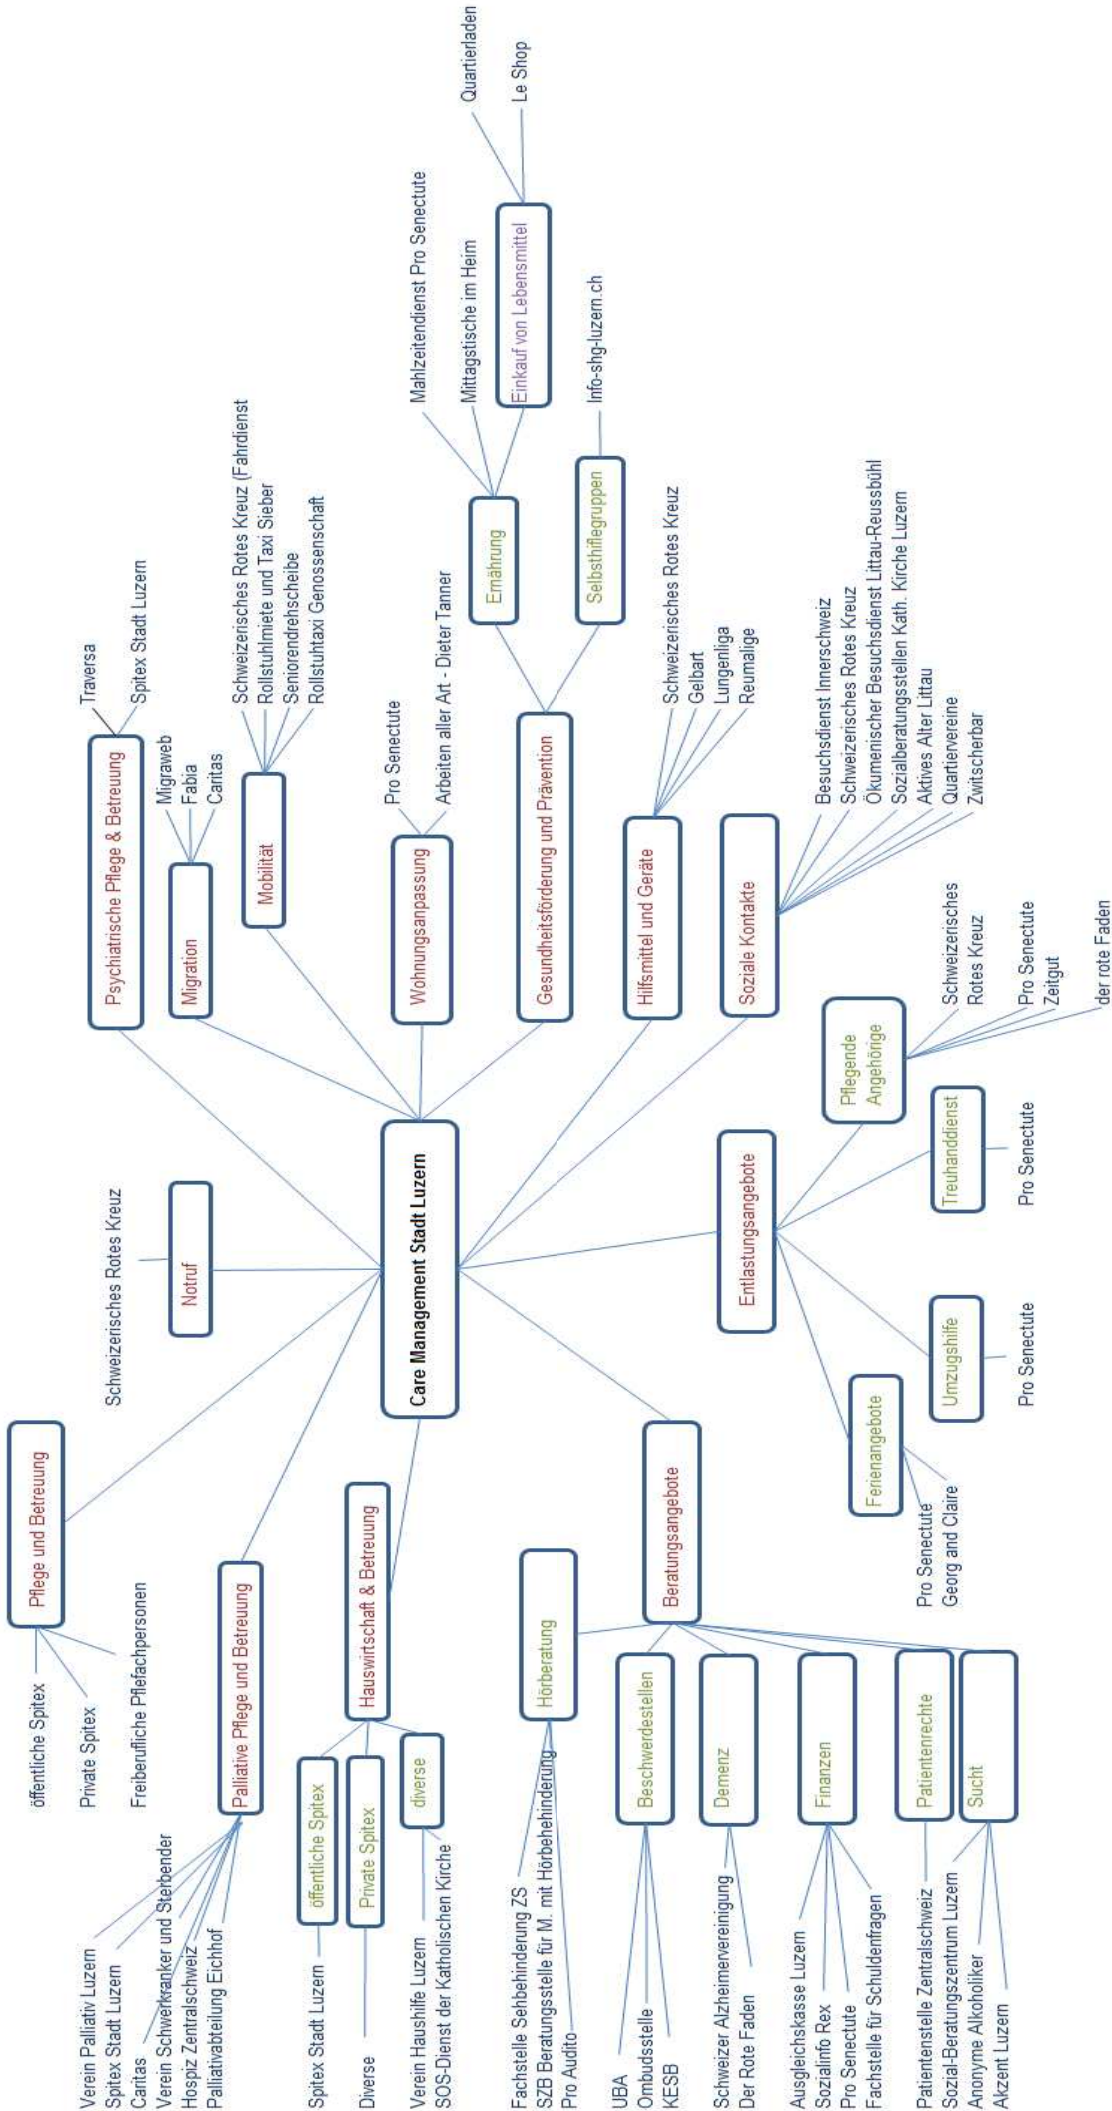 Care Management Stadt Luzern
Pflege und Betreuung
öffentliche Spitex
Private Spitex
Freiberufliche Pflefachpersonen
Notruf
Schweizerisches Rotes Kreuz
Psychiatrische Pflege & Betreuung
Traversa
Spitex Stadt Luzern
Migration
Migraweb
Fabia
Caritas
Mobilität
Schweizerisches Rotes Kreuz (Fahrdienst
Rollstuhlmiete und Taxi Sieber
Seniorendrehscheibe
Rollstuhtaxi Genossenschaft
Wohnungsanpassung
Pro Senectute
Arbeiten aller Art - Dieter Tanner
Gesundheitsförderung und Prävention
Ernährung
Mahlzeitendienst Pro Senectute
Mittagstische im Heim
Einkauf von Lebensmittel
Quartierladen
Le Shop
Selbsthiflegruppen
Info-shg-luzern.ch
Hilfsmittel und Geräte
Schweizerisches Rotes Kreuz
Gelbart
Lungenliga
Reumalige
Soziale Kontakte
Besuchsdienst Innerschweiz
Schweizerisches Rotes Kreuz
Ökumenischer Besuchsdienst Littau-Reussbühl
Sozialberatungsstellen Kath. Kirche Luzern
Aktives Alter Littau
Quartiervereine
Zwitscherbar
Entlastungsangebote
Pflegende
Angehörige
Schweizerisches
Rotes Kreuz
Pro Senectute
Zeitgut
der rote Faden
Treuhanddienst
Pro Senectute
Umzugshilfe
Pro Senectute
Ferienangebote
Pro Senectute
Georg and Claire
Beratungsangebote
Hörberatung
Fachstelle Sehbehinderung ZS
SZB Beratungsstelle für M. mit Hörbehehinderung
Pro Audito
Beschwerdestellen
UBA
Ombudsstelle
KESB
Demenz
Schweizer Alzheimervereinigung
Der Rote Faden
Finanzen
Ausgleichskasse Luzern
Sozialinfo Rex
Pro Senectute
Fachstelle für Schuldenfragen
Patientenrechte
Patientenstelle Zentralschweiz
Sucht
Sozial-Beratungszentrum Luzern
Anonyme Alkoholiker
Akzent Luzern
Hauswirtschaft & Betreuung
öffentliche Spitex
Spitex Stadt Luzern
Private Spitex
Diverse
diverse
Verein Haushilfe Luzern
SOS-Dienst der Katholischen Kirche
Palliative Pflege und Betreuung
Verein Palliativ Luzern
Spitex Stadt Luzern
Caritas
Verein Schwerkranker und Sterbender
Hospiz Zentralschweiz
Palliativabteilung Eichhof